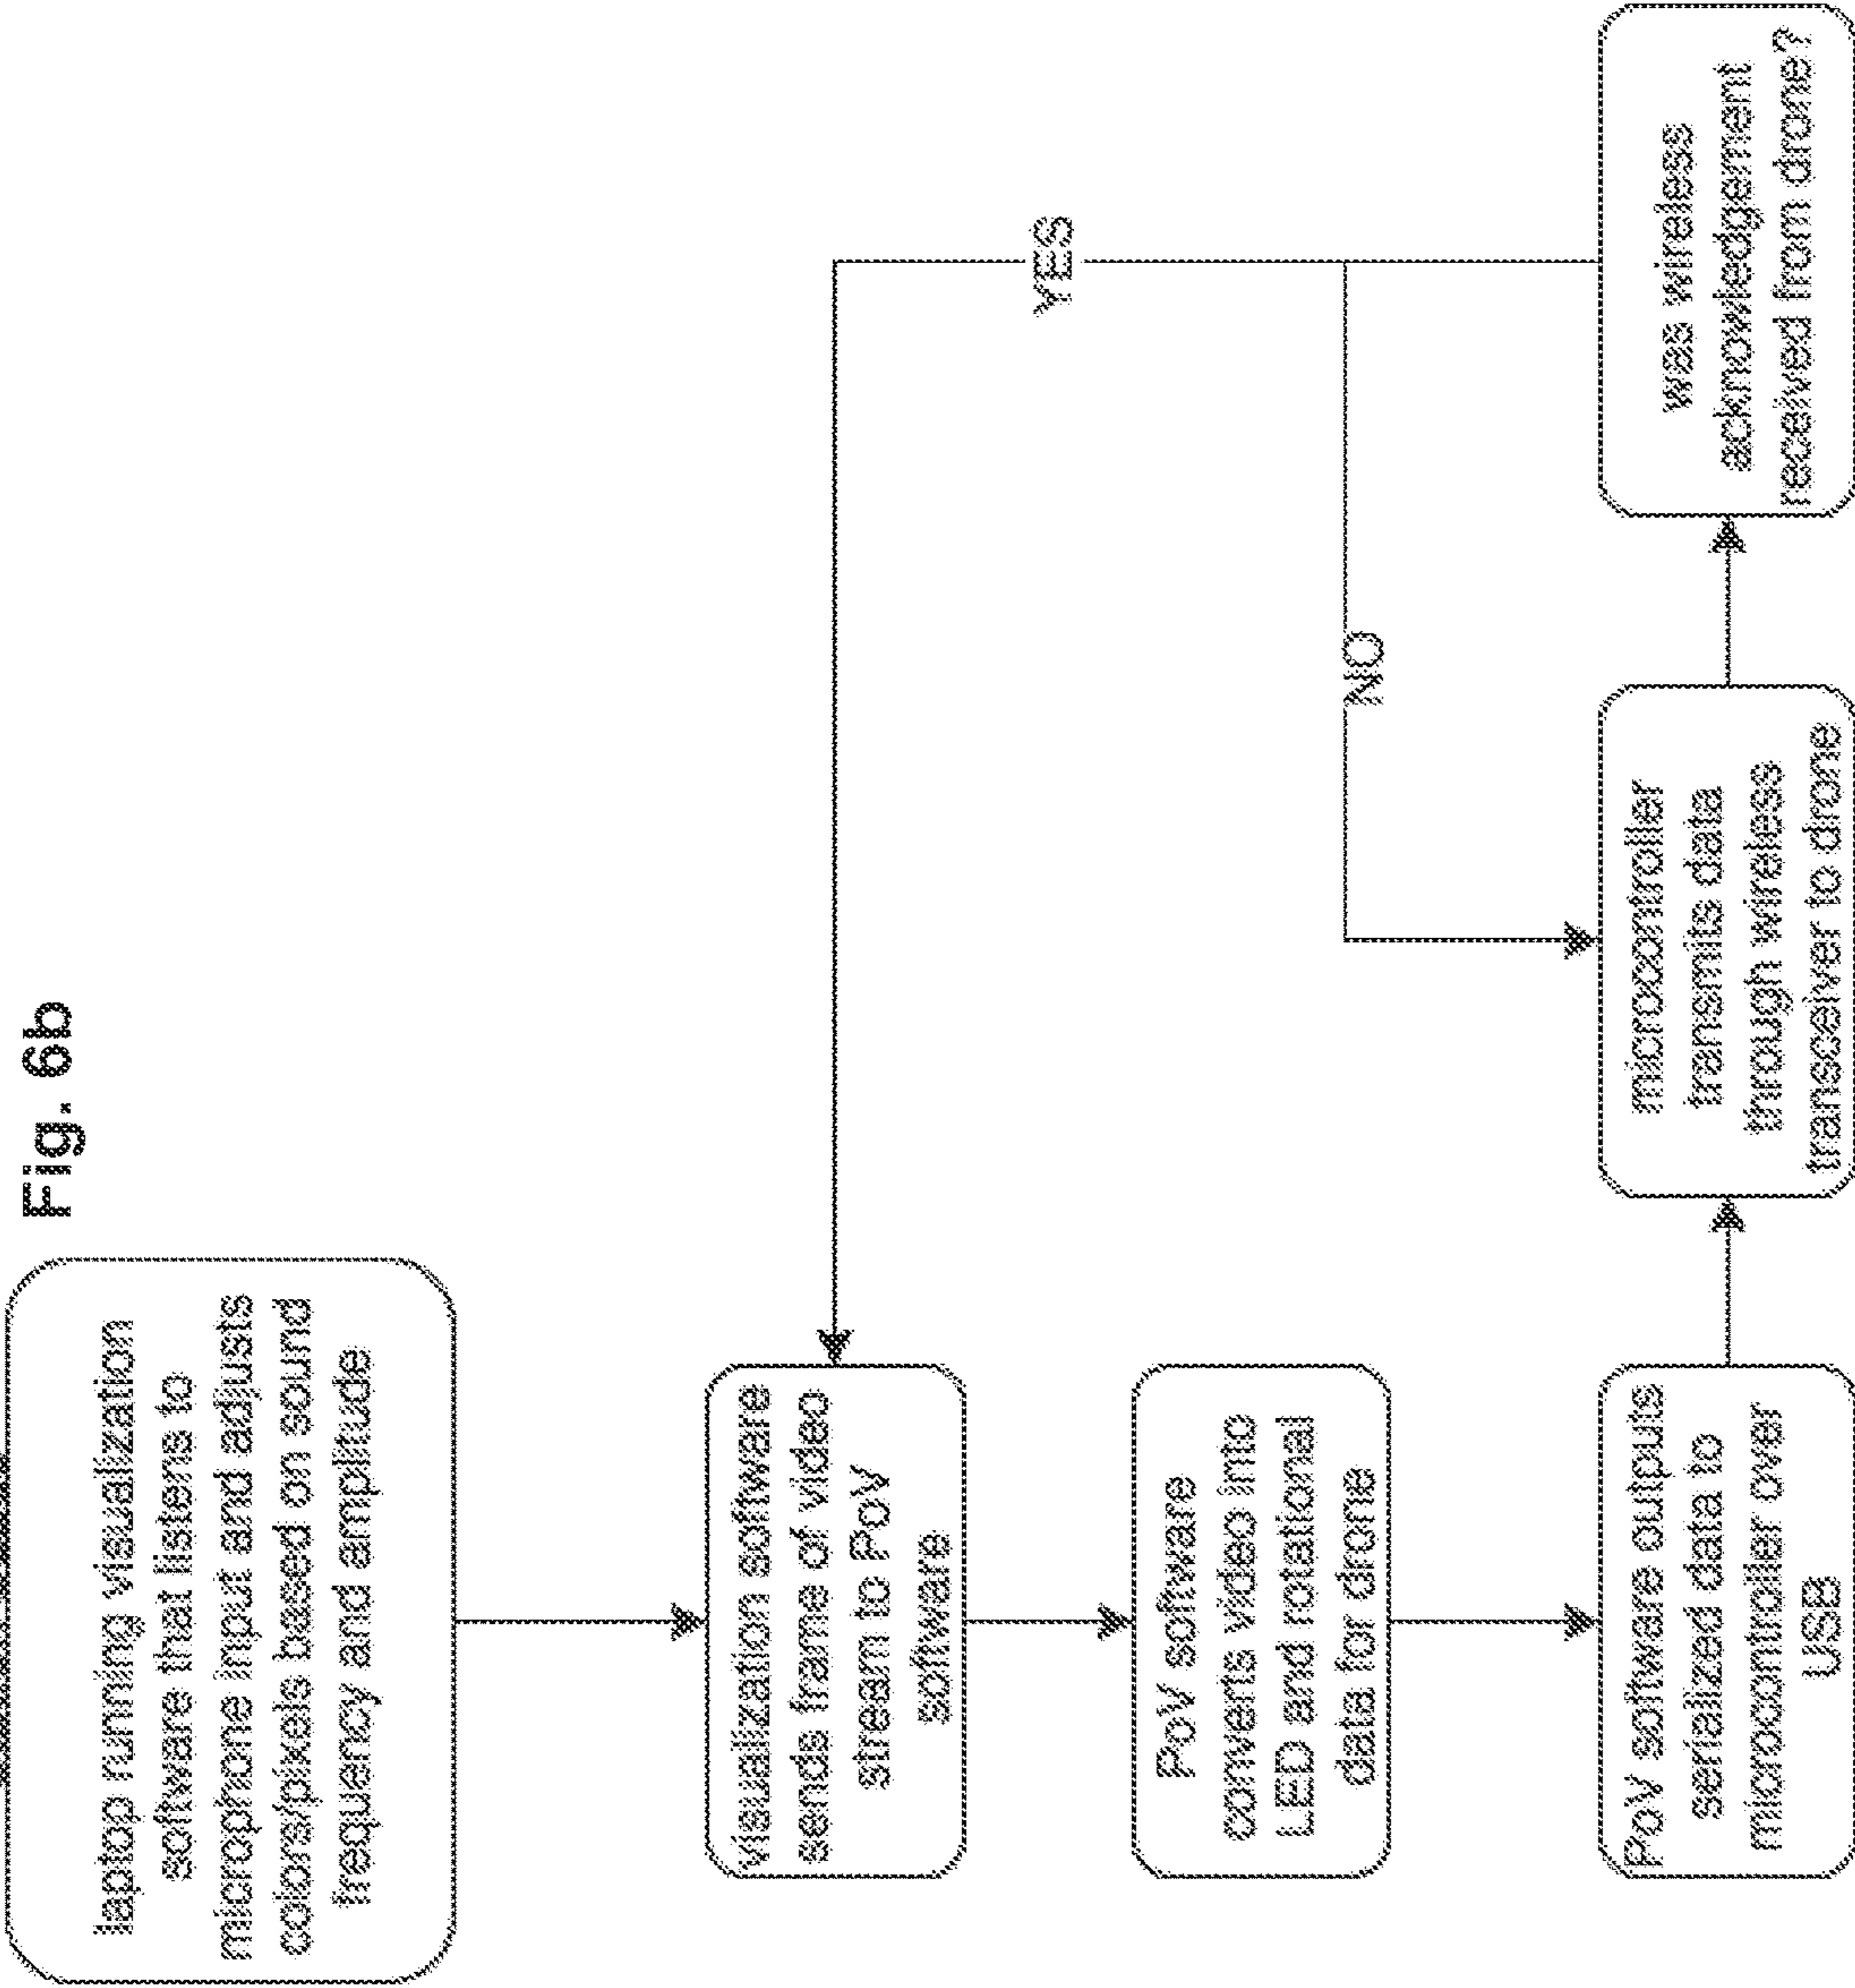 Fig. 6b
laptop running visualization
software that listens to
microphone input and adjusts
colors/pixels based on sound
frequency and amplitude
visualization software
sends frame of video
stream to PoV
software
PoV software
converts video into
LED and rotational
data for drone
PoV software outputs
serialized data to
microcontroller over
USB
microcontroller
transmits data
through wireless
transceiver to drone
was wireless
acknowledgement
received from drone?
NO
YES